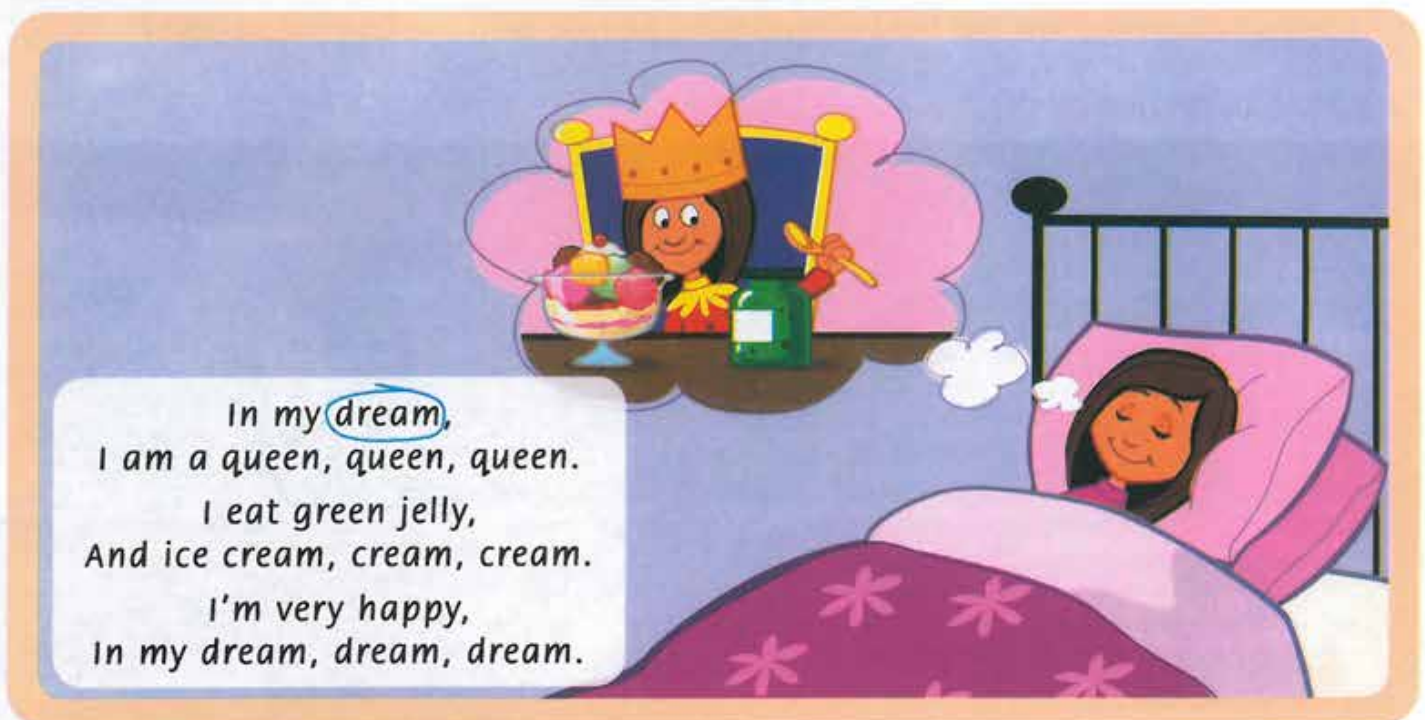 In my dream,
I am a queen, queen, queen.
I eat green jelly,
And ice cream, cream, cream.
I'm very happy,
In my dream, dream, dream.